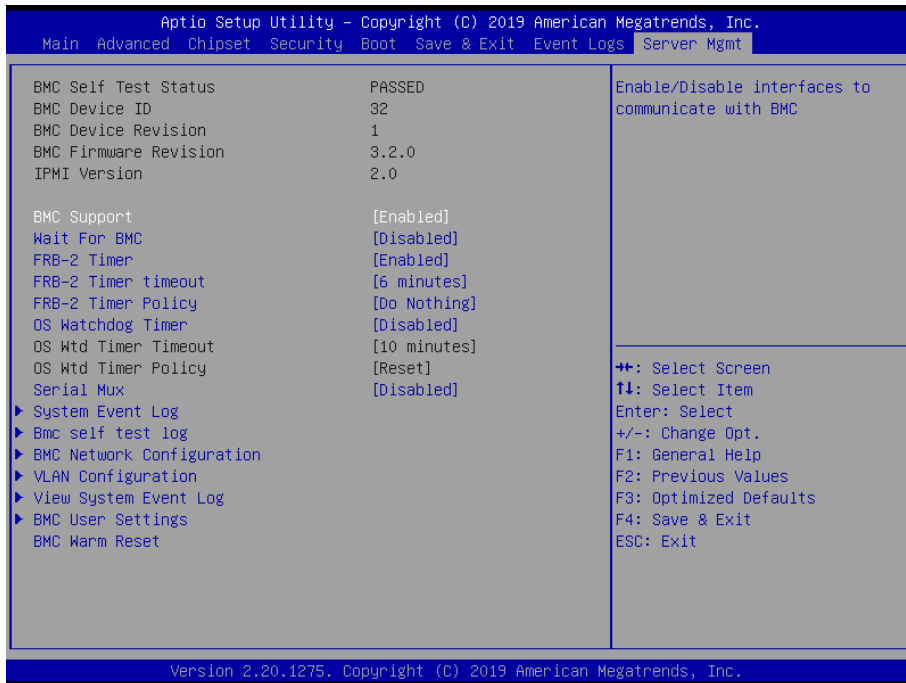 Aptio Setup Utility – Copyright (C) 2019 American Megatrends, Inc.
Main Advanced Chipset Security Boot Save & Exit Event Logs Server Mgmt
BMC Self Test Status PASSED
BMC Device ID 32
BMC Device Revision 1
BMC Firmware Revision 3.2.0
IPMI Version 2.0
BMC Support [Enabled]
Wait For BMC [Disabled]
FRB-2 Timer [Enabled]
FRB-2 Timer timeout [6 minutes]
FRB-2 Timer Policy [Do Nothing]
OS Watchdog Timer [Disabled]
OS Wtd Timer Timeout [10 minutes]
OS Wtd Timer Policy [Reset]
Serial Mux [Disabled]
System Event Log
Bmc self test log
BMC Network Configuration
VLAN Configuration
View System Event Log
BMC User Settings
BMC Warm Reset
Enable/Disable interfaces to
communicate with BMC
→←: Select Screen
↑↓: Select Item
Enter: Select
+/-: Change Opt.
F1: General Help
F2: Previous Values
F3: Optimized Defaults
F4: Save & Exit
ESC: Exit
Version 2.20.1275. Copyright (C) 2019 American Megatrends, Inc.